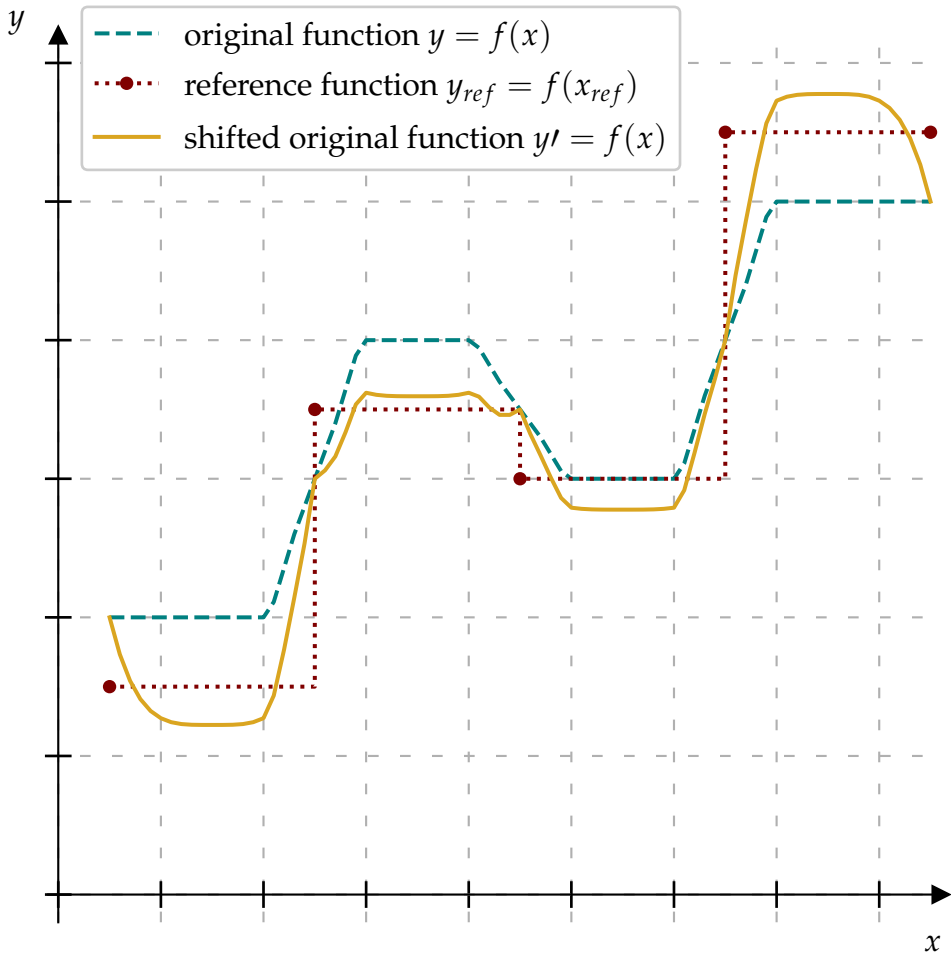 y
original function y = f(x)
reference function y_ref = f(x_ref)
shifted original function y′ = f(x)
x